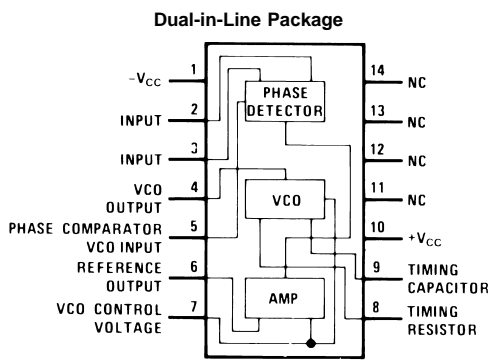 Dual-in-Line Package
1
-VCC
2
INPUT
3
INPUT
4
VCO
OUTPUT
5
PHASE COMPARATOR
VCO INPUT
6
REFERENCE
OUTPUT
7
VCO CONTROL
VOLTAGE
PHASE
DETECTOR
VCO
AMP
14
NC
13
NC
12
NC
11
NC
10
+VCC
9
TIMING
CAPACITOR
8
TIMING
RESISTOR